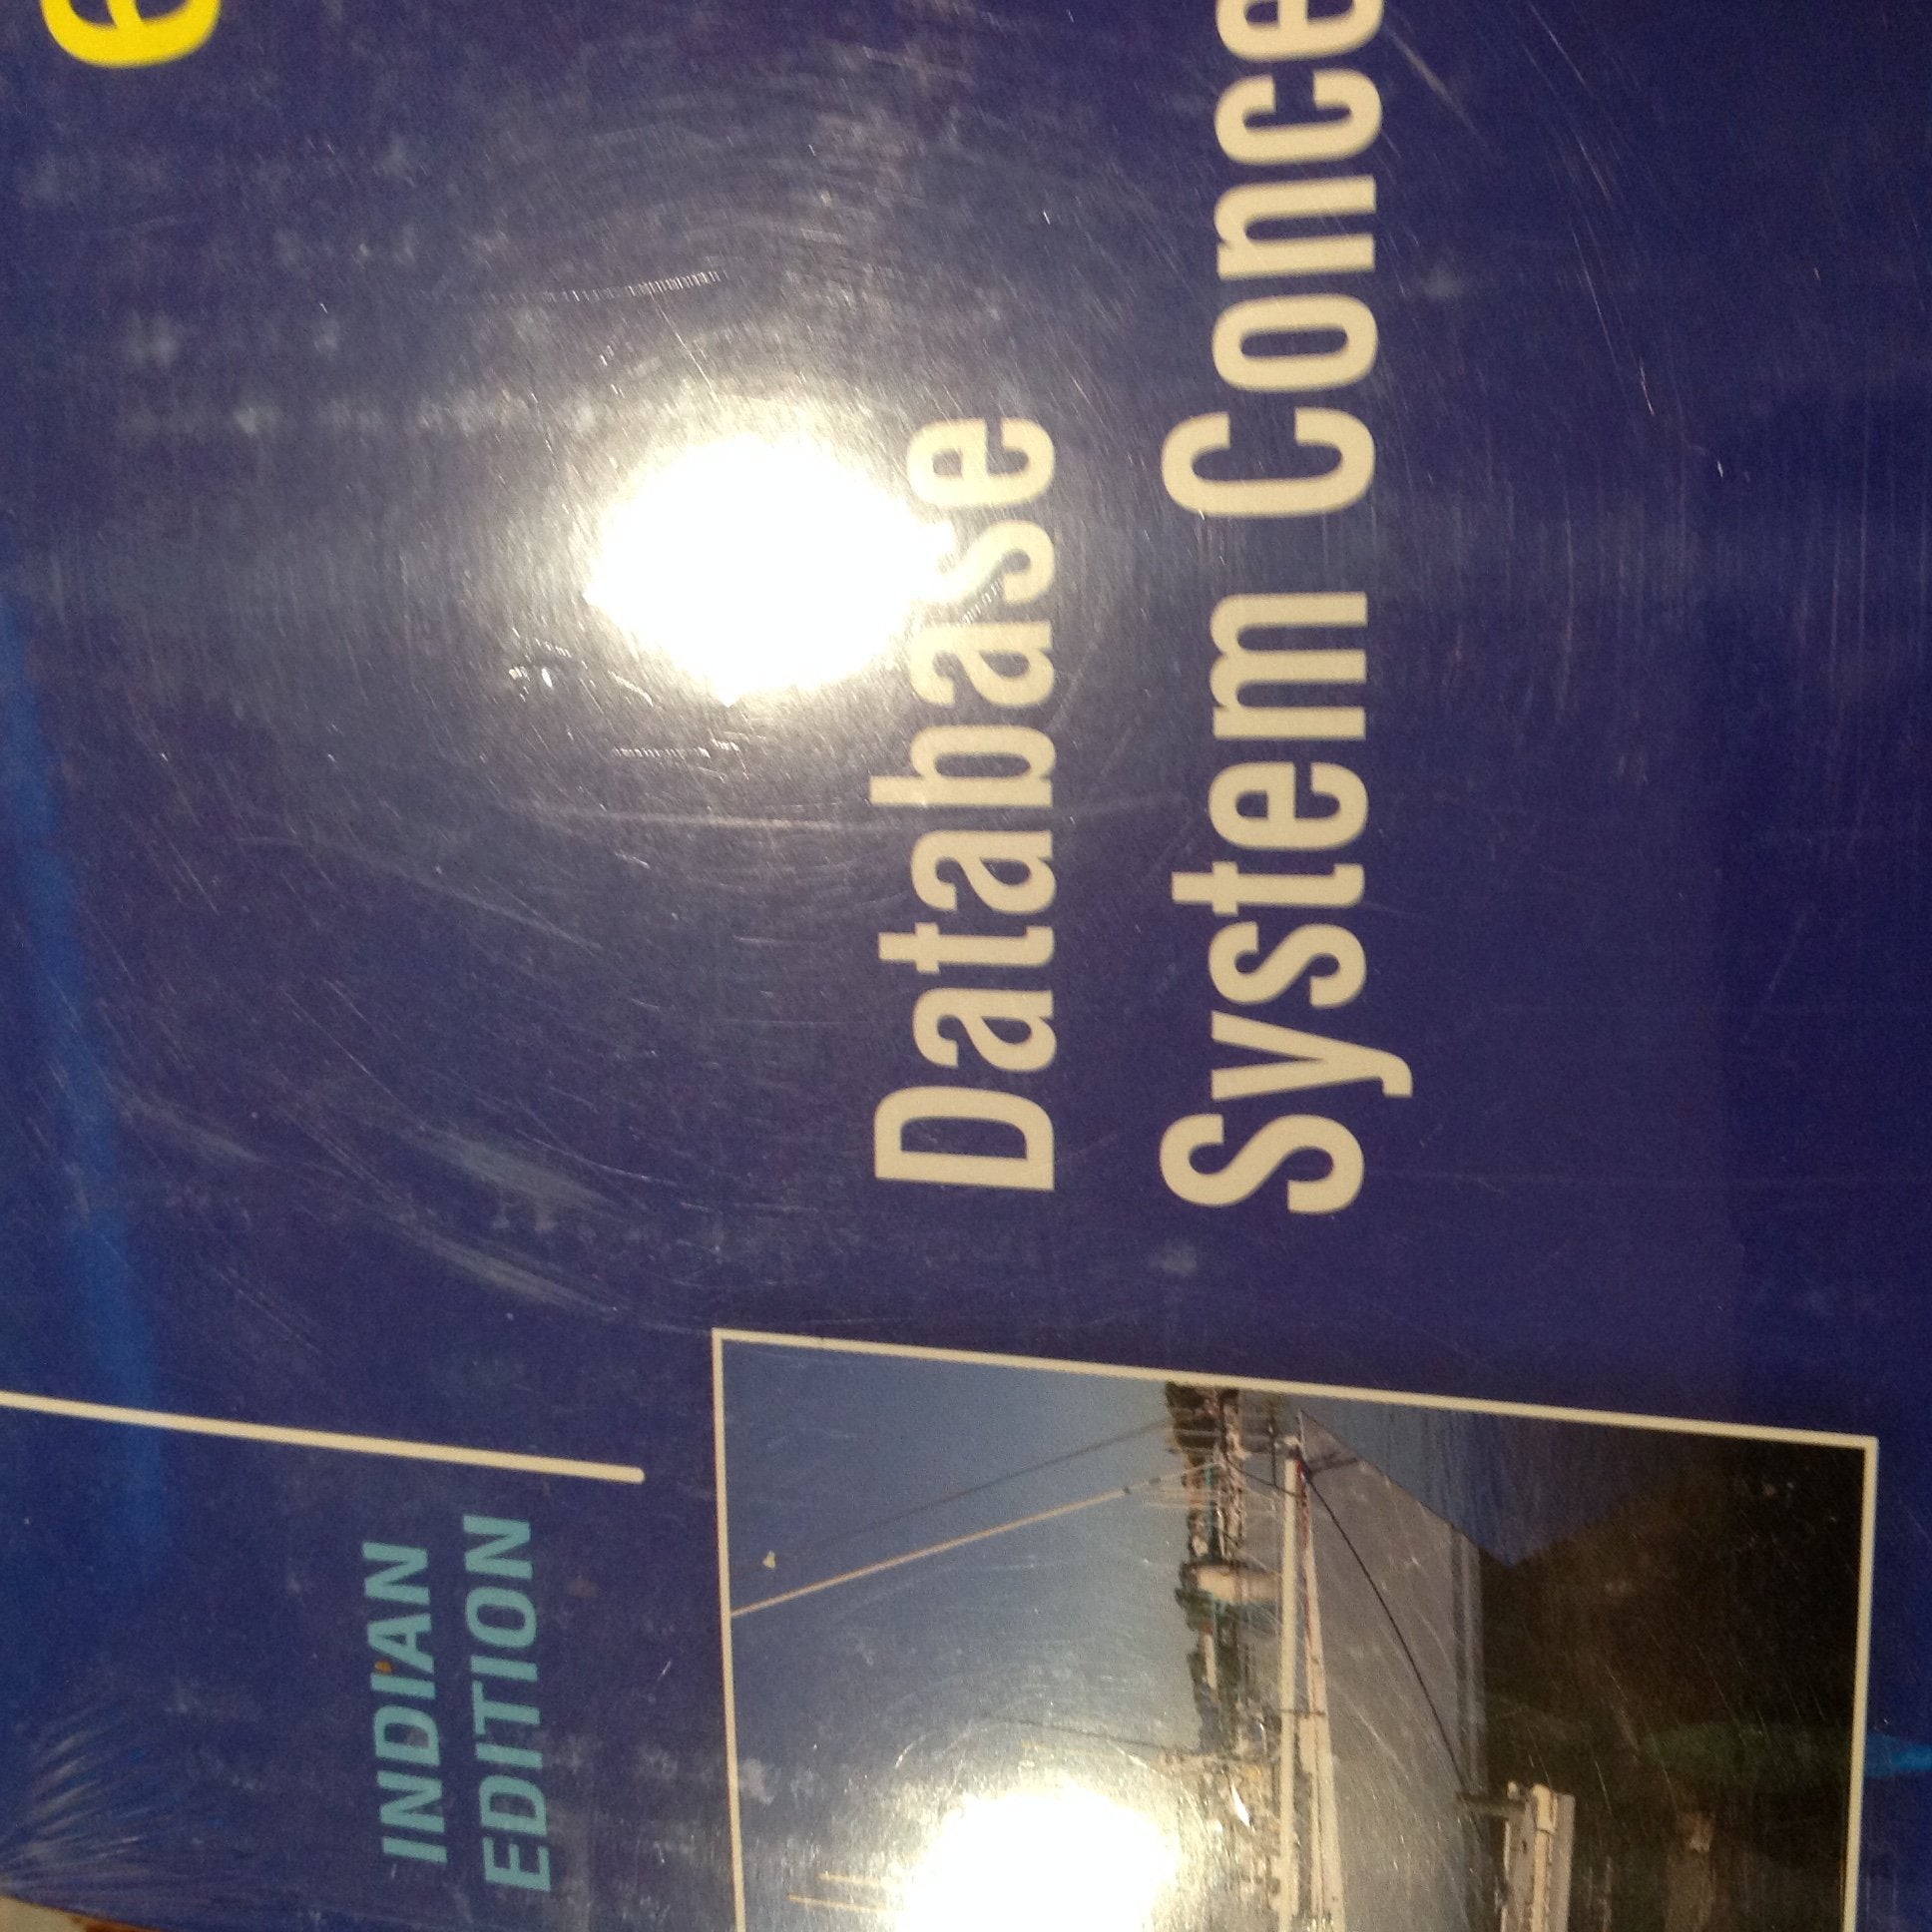 e
INDIAN
EDITION
Database
System Conce